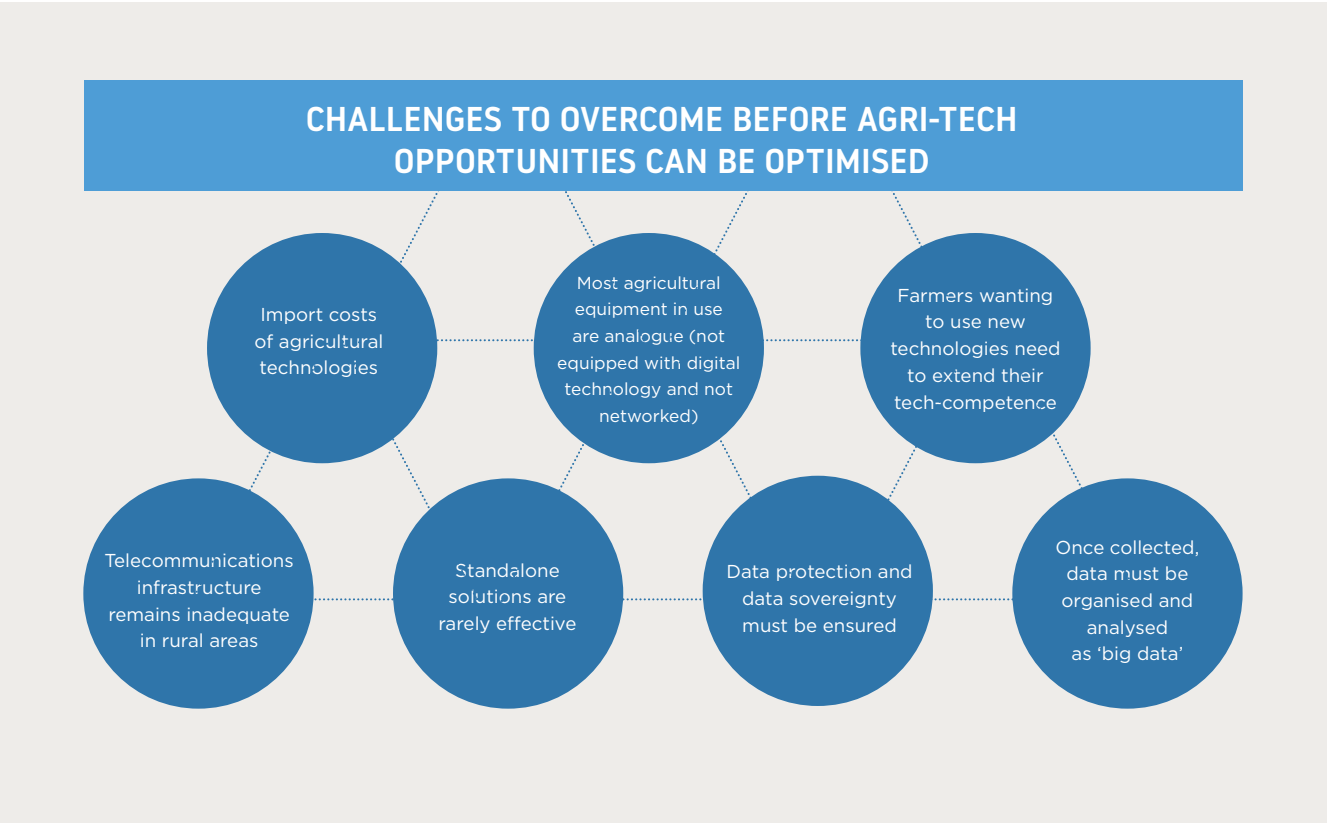 CHALLENGES TO OVERCOME BEFORE AGRI-TECH
OPPORTUNITIES CAN BE OPTIMISED
Import costs
of agricultural
technologies
Most agricultural
equipment in use
are analogue (not
equipped with digital
technology and not
networked)
Farmers wanting
to use new
technologies need
to extend their
tech-competence
Telecommunications
infrastructure
remains inadequate
in rural areas
Standalone
solutions are
rarely effective
Data protection and
data sovereignty
must be ensured
Once collected,
data must be
organised and
analysed
as ‘big data’